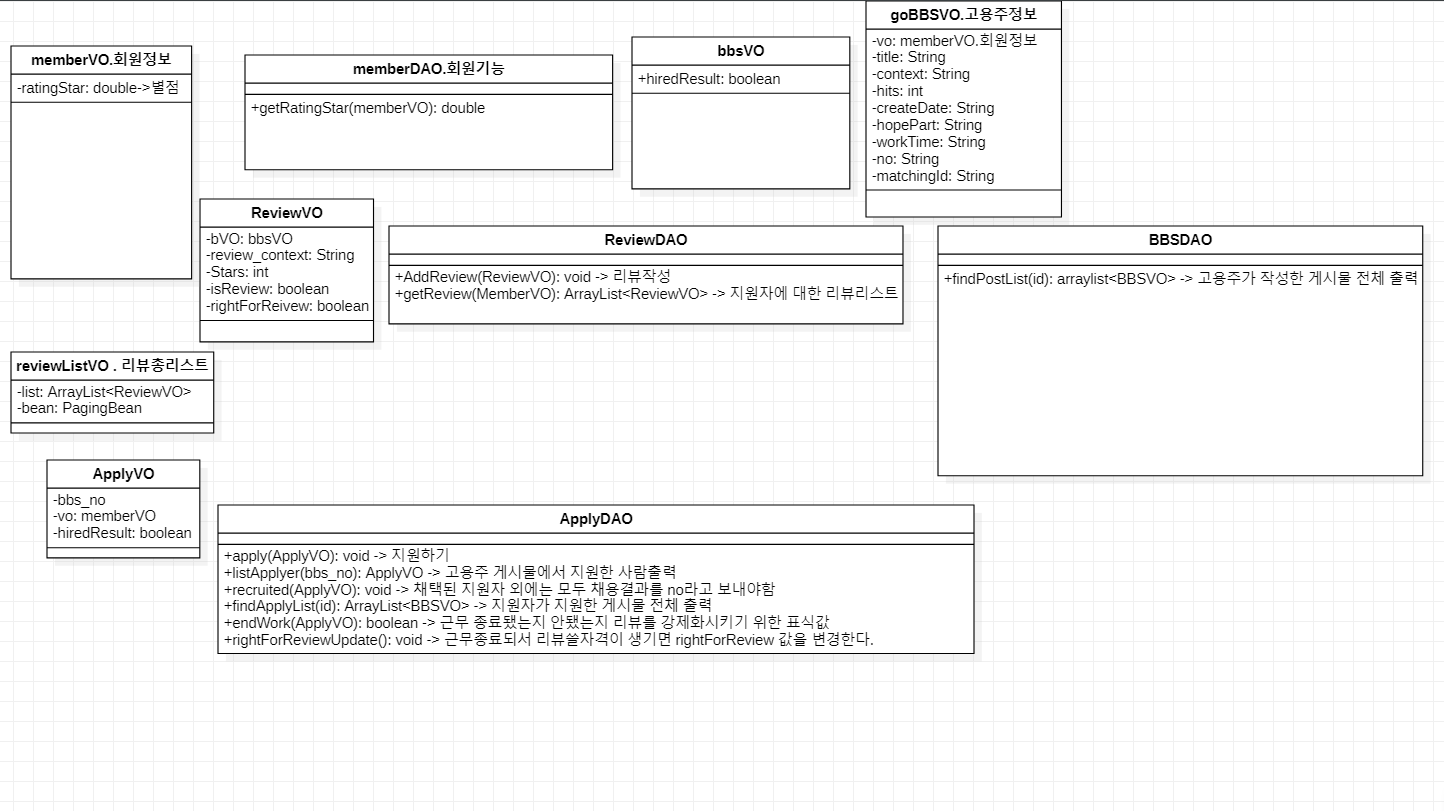 memberVO.회원정보
-ratingStar: double->별점
memberDAO.회원기능
+getRatingStar(memberVO): double
bbsVO
+hiredResult: boolean
goBBSVO.고용주정보
-vo: memberVO.회원정보
-title: String
-context: String
-hits: int
-createDate: String
-hopePart: String
-workTime: String
-no: String
-matchingId: String
ReviewVO
-bVO: bbsVO
-review_context: String
-Stars: int
-isReview: boolean
-rightForReivew: boolean
ReviewDAO
+AddReview(ReviewVO): void -> 리뷰작성
+getReview(MemberVO): ArrayList<ReviewVO> -> 지원자에 대한 리뷰리스트
BBSDAO
+findPostList(id): arraylist<BBSVO> -> 고용주가 작성한 게시물 전체 출력
reviewListVO . 리뷰총리스트
-list: ArrayList<ReviewVO>
-bean: PagingBean
ApplyVO
-bbs_no
-vo: memberVO
-hiredResult: boolean
ApplyDAO
+apply(ApplyVO): void -> 지원하기
+listApplyer(bbs_no): ApplyVO -> 고용주 게시물에서 지원한 사람출력
+recruited(ApplyVO): void -> 채택된 지원자 외에는 모두 채용결과를 no라고 보내야함
+findApplyList(id): ArrayList<BBSVO> -> 지원자가 지원한 게시물 전체 출력
+endWork(ApplyVO): boolean -> 근무 종료됐는지 안됐는지 리뷰를 강제화시키기 위한 표식값
+rightForReviewUpdate(): void -> 근무종료되서 리뷰쓸자격이 생기면 rightForReview 값을 변경한다.